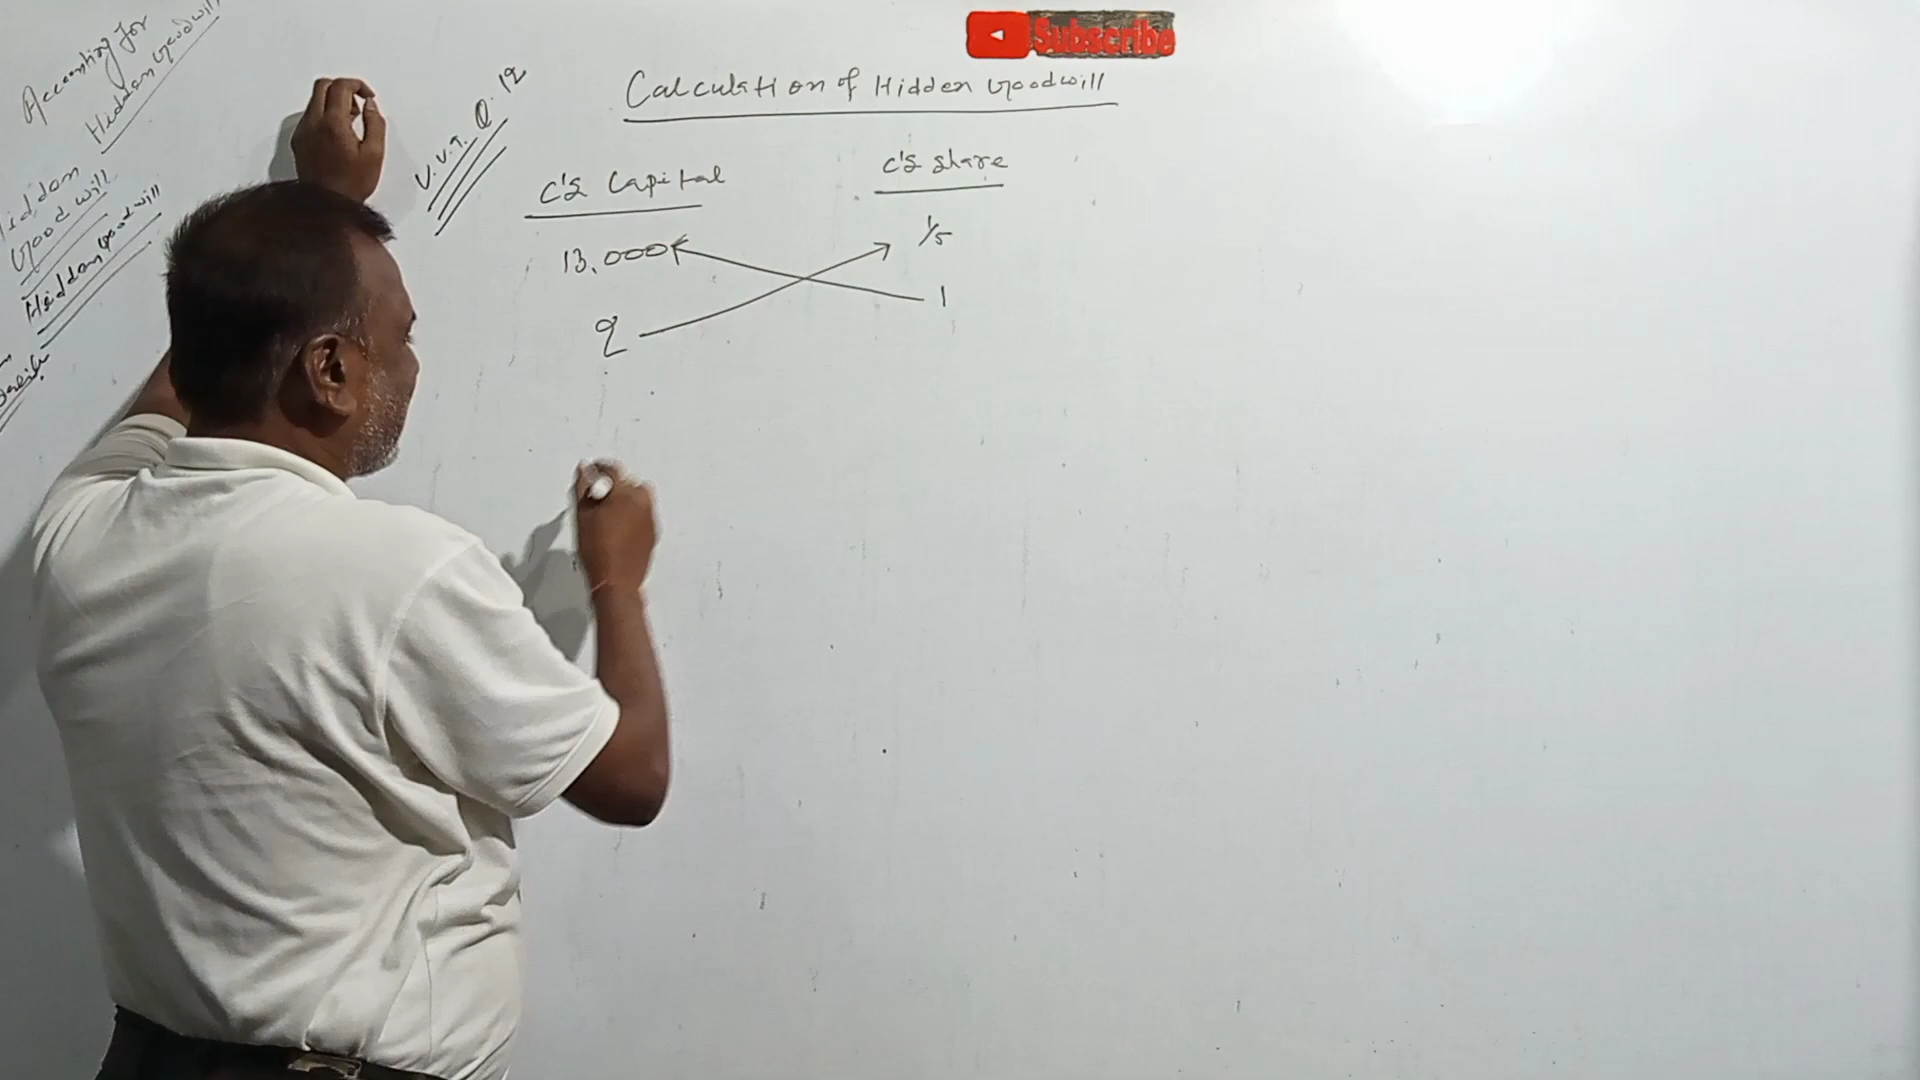 Subscribe
Accounting for
Hidden Goodwill
Hidden
Good will
Hidden Goodwill
V.V.I. Q. 12
Calculation of Hidden Goodwill
C's Capital
C's share
13,000
1/5
?
1